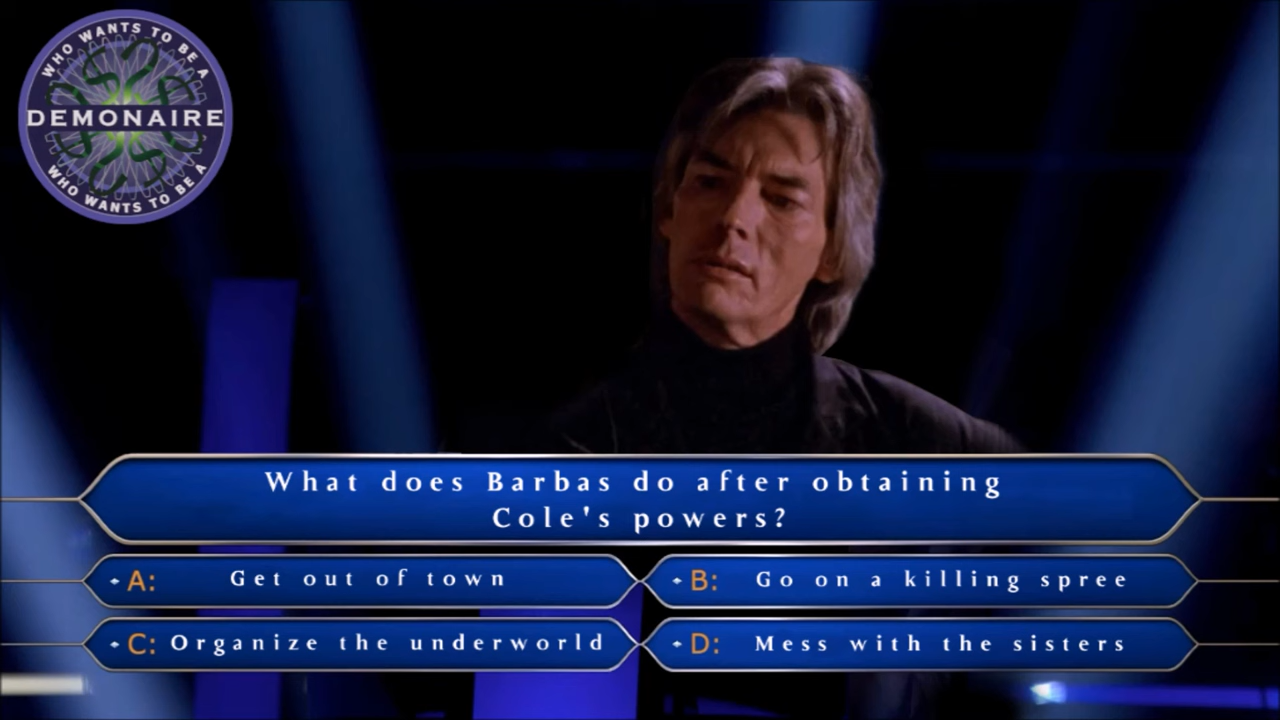 WHO WANTS TO BE A
DEMONAIRE
WHO WANTS TO BE A
What does Barbas do after obtaining
Cole's powers?
A: Get out of town
B: Go on a killing spree
C: Organize the underworld
D: Mess with the sisters